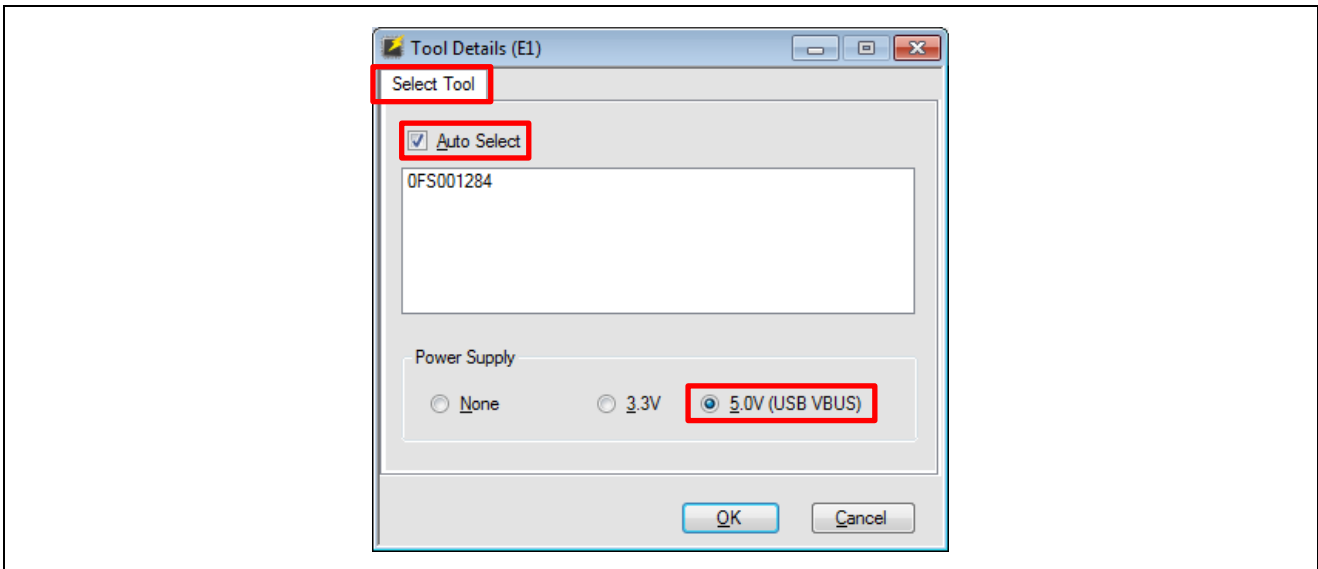 Tool Details (E1)
Select Tool
Auto Select
0FS001284
Power Supply
None 3.3V 5.0V (USB VBUS)
OK Cancel